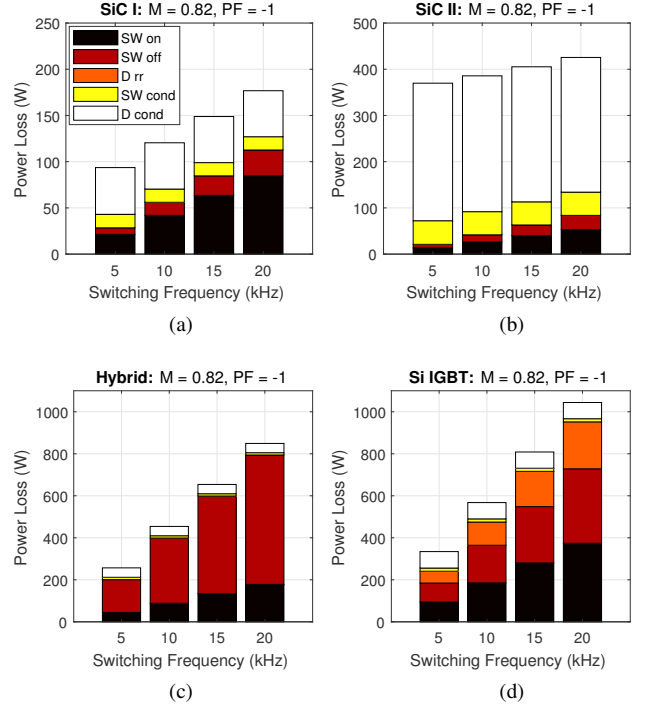 SiC I: M = 0.82, PF = -1
250
200
150
100
50
0
Power Loss (W)
SW on
SW off
D rr
SW cond
D cond
5 10 15 20
Switching Frequency (kHz)
(a)
SiC II: M = 0.82, PF = -1
500
400
300
200
100
0
Power Loss (W)
5 10 15 20
Switching Frequency (kHz)
(b)
Hybrid: M = 0.82, PF = -1
1000
800
600
400
200
0
Power Loss (W)
5 10 15 20
Switching Frequency (kHz)
(c)
Si IGBT: M = 0.82, PF = -1
1000
800
600
400
200
0
Power Loss (W)
5 10 15 20
Switching Frequency (kHz)
(d)